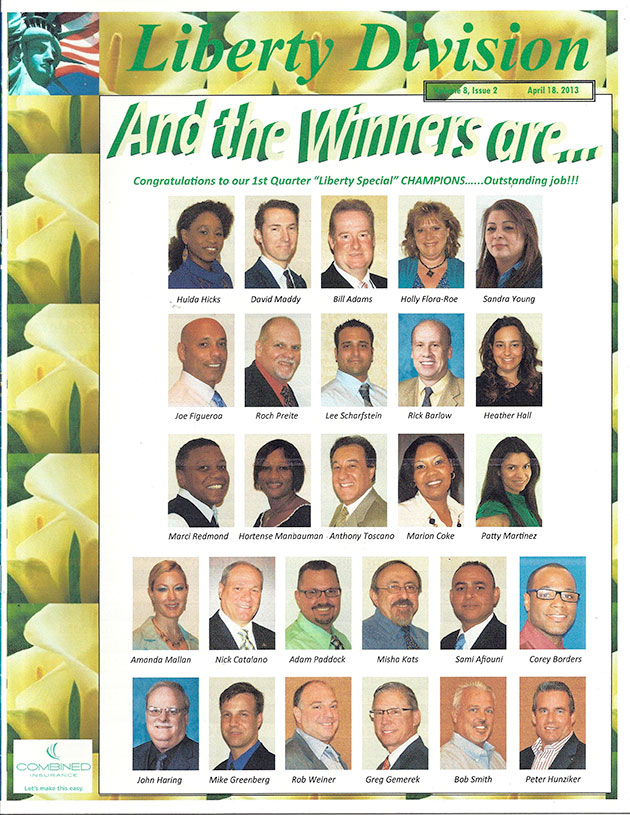 Liberty Division
Volume 8, Issue 2 April 18. 2013
And the Winners are...
Congratulations to our 1st Quarter “Liberty Special” CHAMPIONS......Outstanding job!!!
Hulda Hicks David Maddy Bill Adams Holly Flora-Roe Sandra Young
Joe Figueroa Roch Preite Lee Scharfstein Rick Barlow Heather Hall
Marci Redmond Hortense Manbauman Anthony Toscano Marion Coke Patty Martinez
Amanda Mallan Nick Catalano Adam Paddock Misha Kats Sami Afiouni Corey Borders
John Haring Mike Greenberg Rob Weiner Greg Gemerek Bob Smith Peter Hunziker
COMBINED
INSURANCE
Let's make this easy.